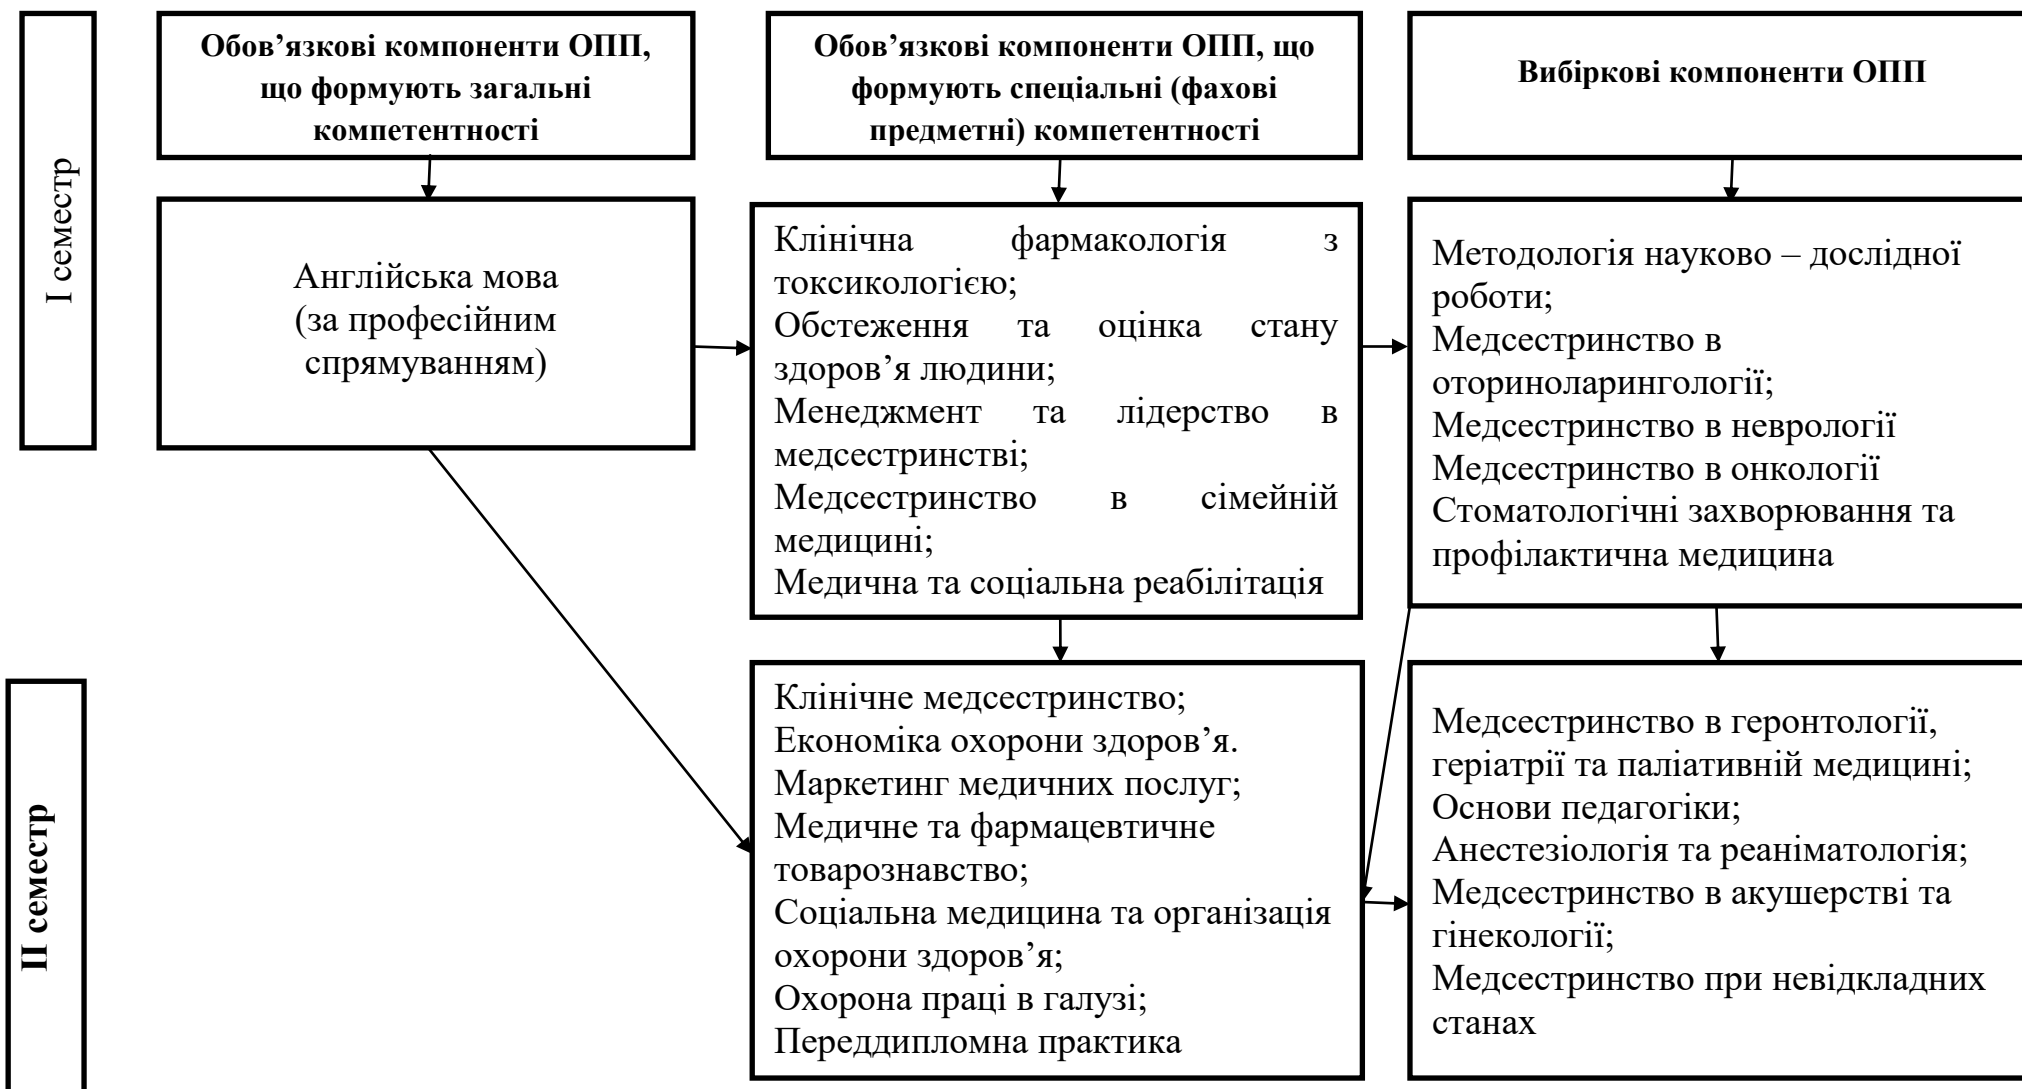 Обов’язкові компоненти ОПП,
що формують загальні
компетентності
Обов’язкові компоненти ОПП, що
формують спеціальні (фахові
предметні) компетентності
Вибіркові компоненти ОПП
І семестр
Англійська мова
(за професійним
спрямуванням)
Клінічна фармакологія з
токсикологією;
Обстеження та оцінка стану
здоров’я людини;
Менеджмент та лідерство в
медсестринстві;
Медсестринство в сімейній
медицині;
Медична та соціальна реабілітація
Методологія науково – дослідної
роботи;
Медсестринство в
оториноларингології;
Медсестринство в неврології
Медсестринство в онкології
Стоматологічні захворювання та
профілактична медицина
ІІ семестр
Клінічне медсестринство;
Економіка охорони здоров’я.
Маркетинг медичних послуг;
Медичне та фармацевтичне
товарознавство;
Соціальна медицина та організація
охорони здоров’я;
Охорона праці в галузі;
Переддипломна практика
Медсестринство в геронтології,
геріатрії та паліативній медицині;
Основи педагогіки;
Анестезіологія та реаніматологія;
Медсестринство в акушерстві та
гінекології;
Медсестринство при невідкладних
станах